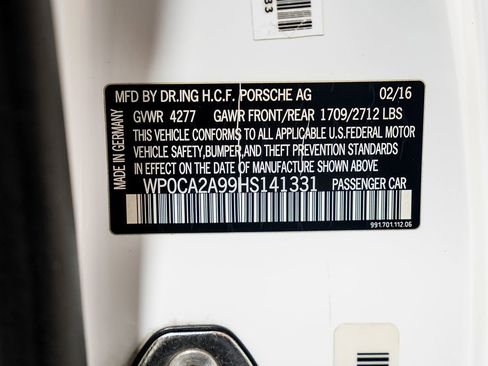 33
MFD BY DR.ING H.C.F. PORSCHE AG 02/16
GVWR 4277 GAWR FRONT/REAR 1709/2712 LBS
THIS VEHICLE CONFORMS TO ALL APPLICABLE U.S.FEDERAL MOTOR
VEHICLE SAFETY,BUMPER,AND THEFT PREVENTION STANDARDS
IN EFFECT ON THE DATE OF MANUFACTURE SHOWN ABOVE.
WP0CA2A99HS141331 PASSENGER CAR
MADE IN GERMANY
991.701.112.06